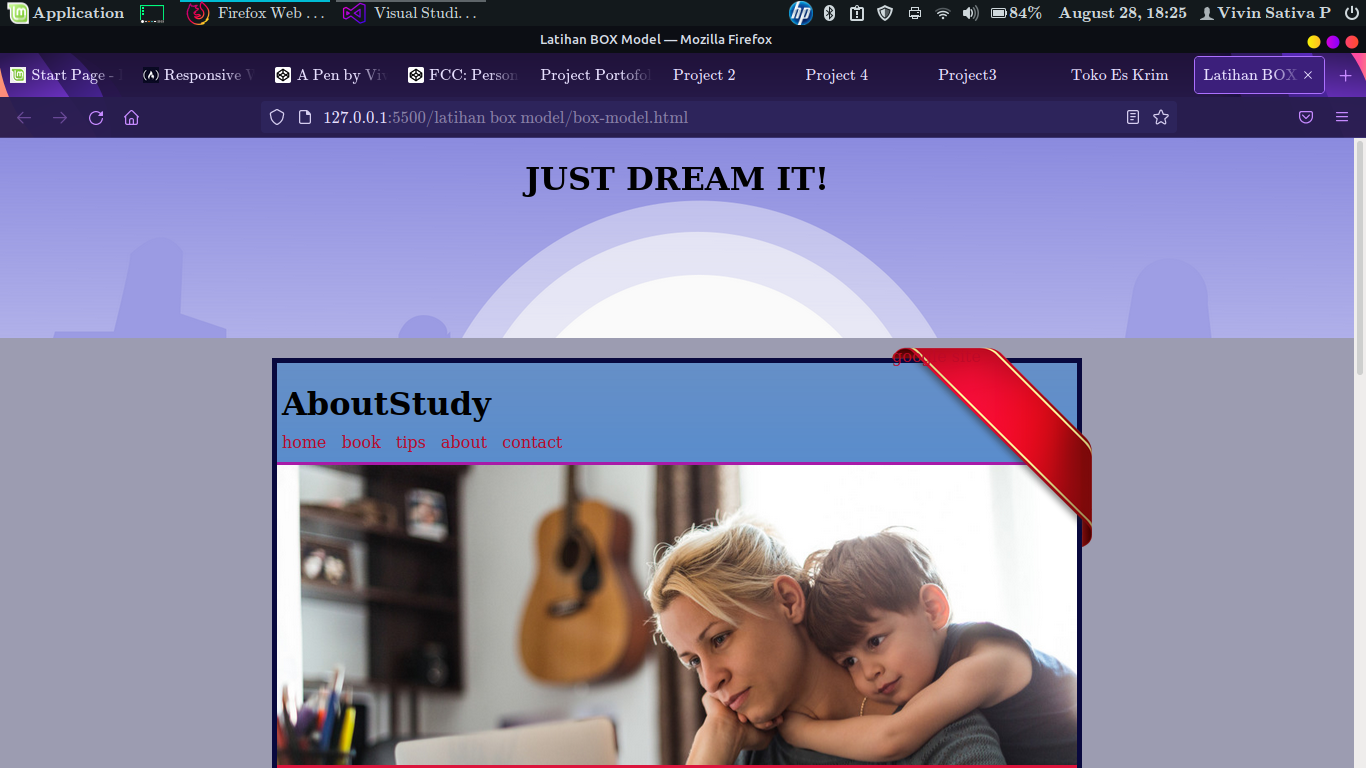 Application
Firefox Web . . .
Visual Studi. . .
hp
84%
August 28, 18:25
Vivin Sativa P
Latihan BOX Model — Mozilla Firefox
Start Page -
Responsive
A Pen by Viv
FCC: Person
Project Portofol
Project 2
Project 4
Project3
Toko Es Krim
Latihan BOX
127.0.0.1:5500/latihan box model/box-model.html
JUST DREAM IT!
AboutStudy
home book tips about contact